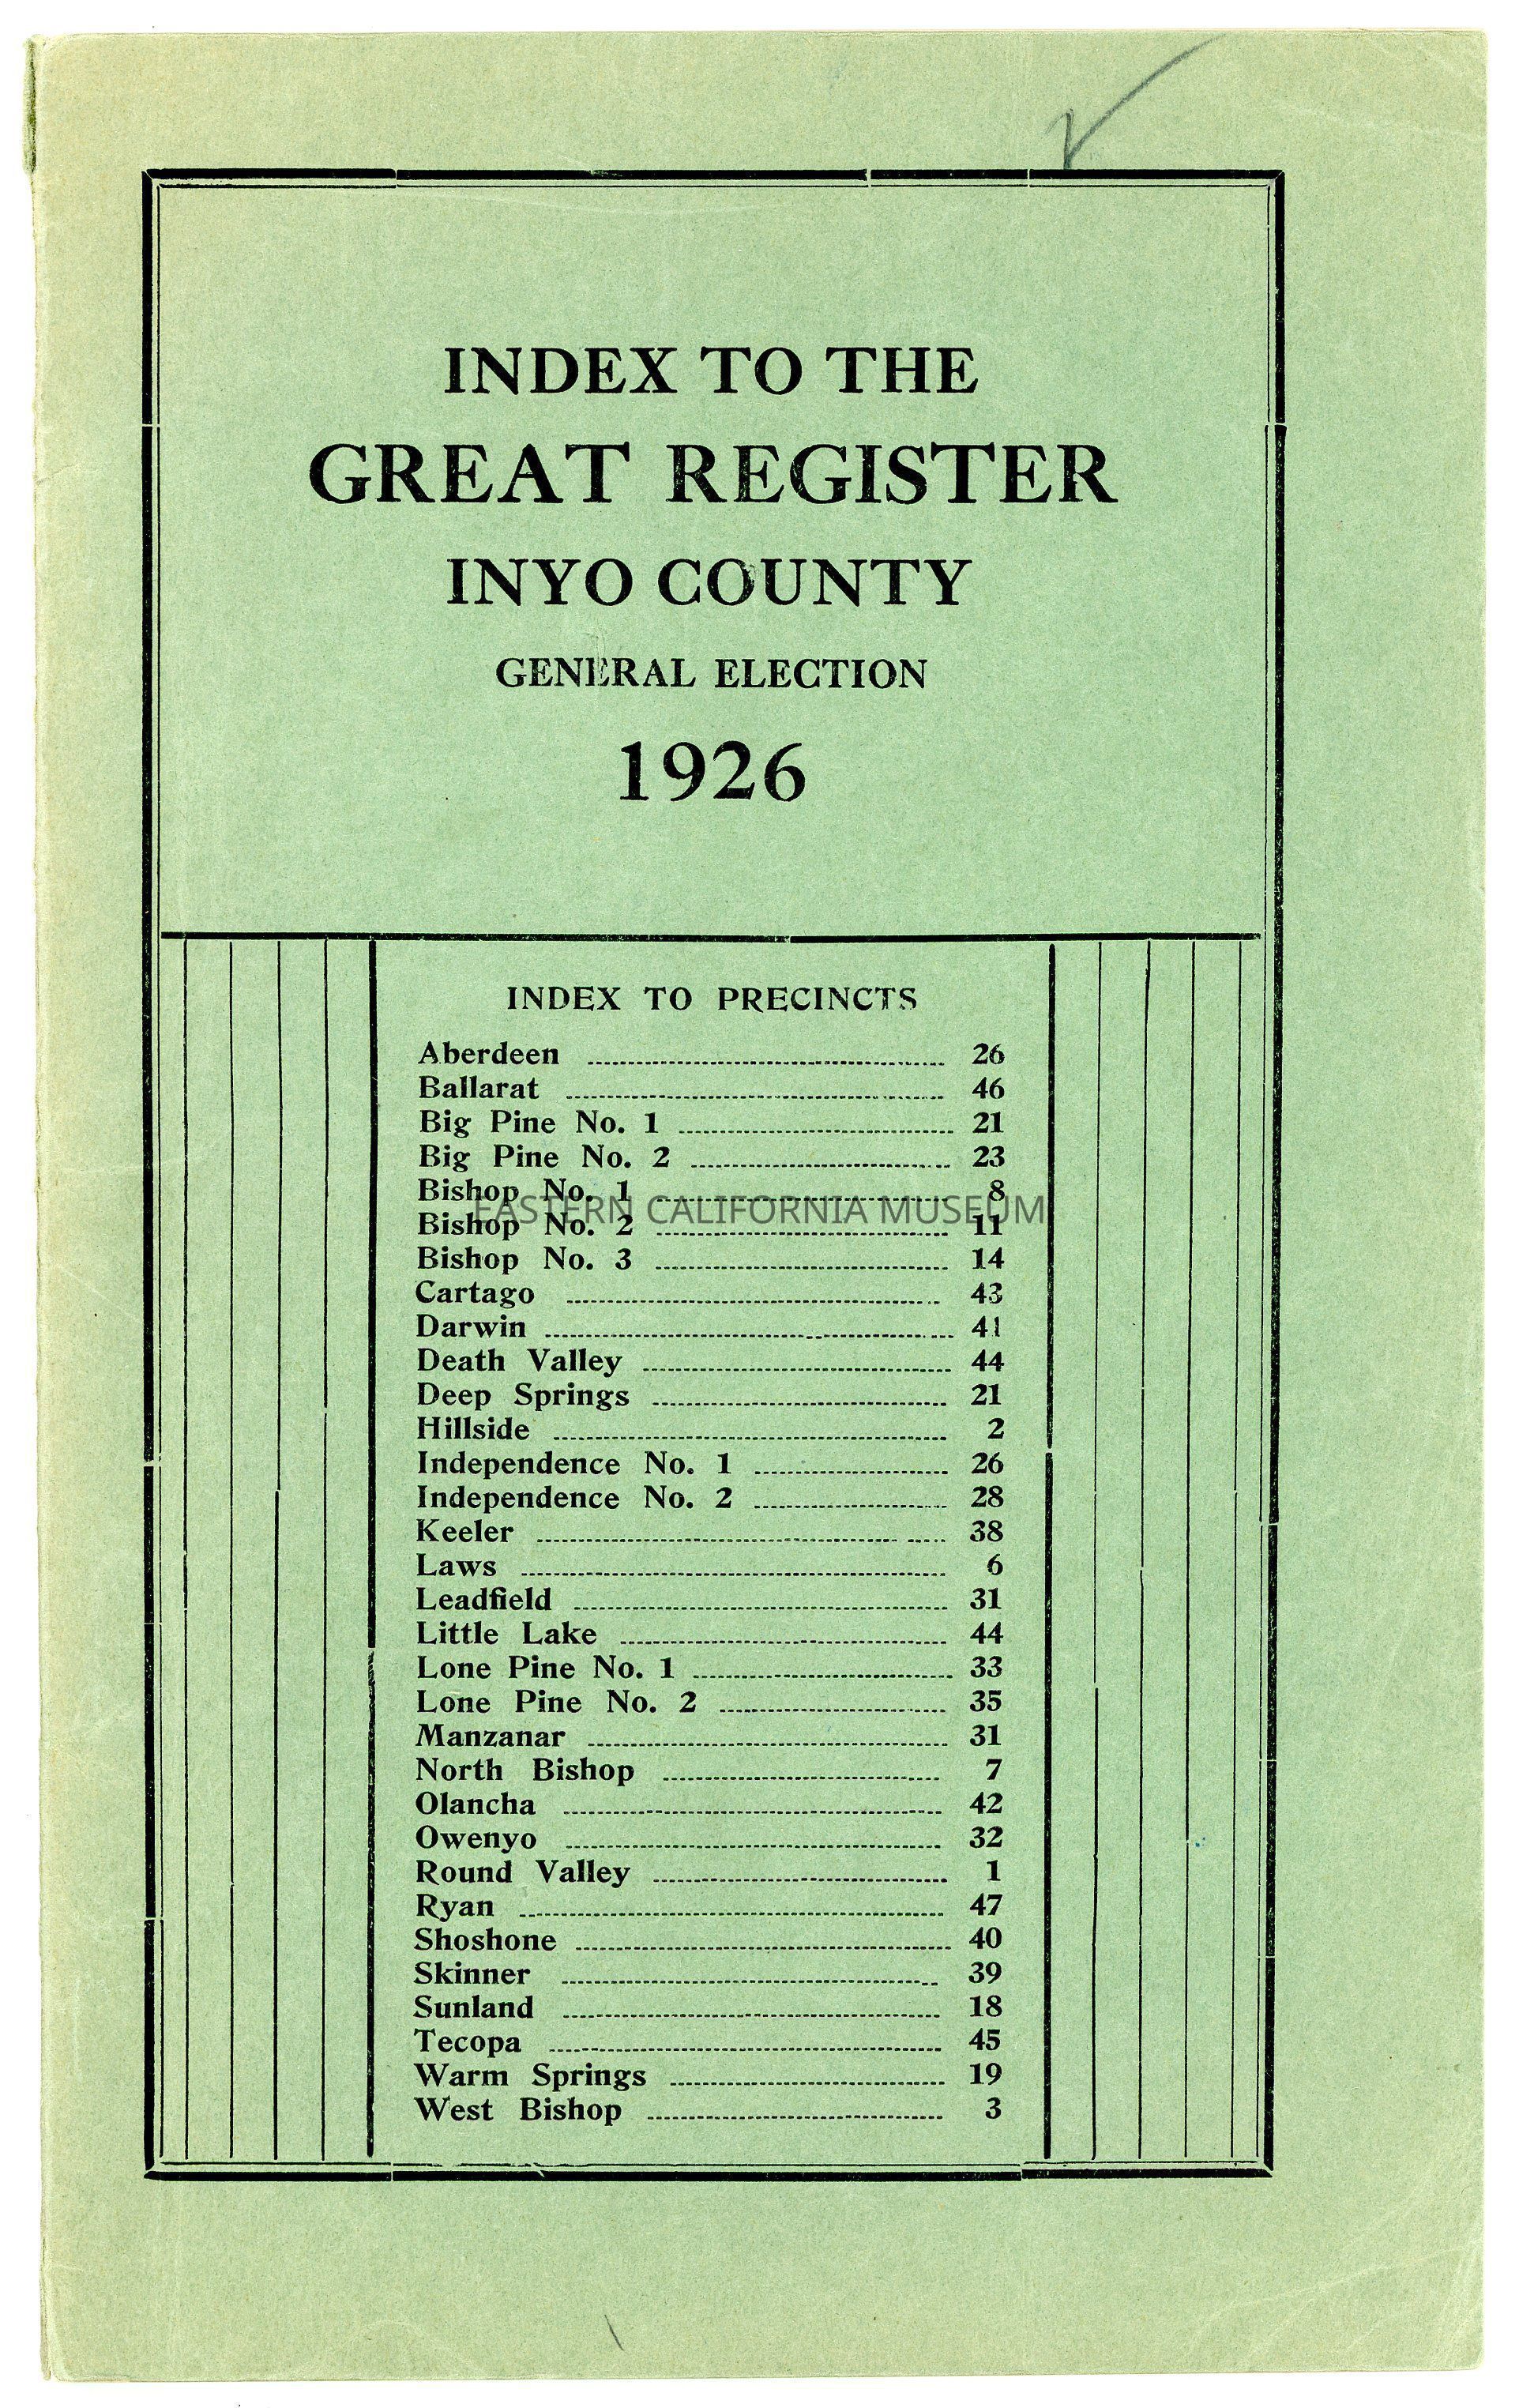 INDEX TO THE
GREAT REGISTER
INYO COUNTY
GENERAL ELECTION
1926
INDEX TO PRECINCTS
Aberdeen 26
Ballarat 46
Big Pine No. 1 21
Big Pine No. 2 23
Bishop No. 1 8
EASTERN CALIFORNIA MUSEUM
Bishop No. 2 11
Bishop No. 3 14
Cartago 43
Darwin 41
Death Valley 44
Deep Springs 21
Hillside 2
Independence No. 1 26
Independence No. 2 28
Keeler 38
Laws 6
Leadfield 31
Little Lake 44
Lone Pine No. 1 33
Lone Pine No. 2 35
Manzanar 31
North Bishop 7
Olancha 42
Owenyo 32
Round Valley 1
Ryan 47
Shoshone 40
Skinner 39
Sunland 18
Tecopa 45
Warm Springs 19
West Bishop 3